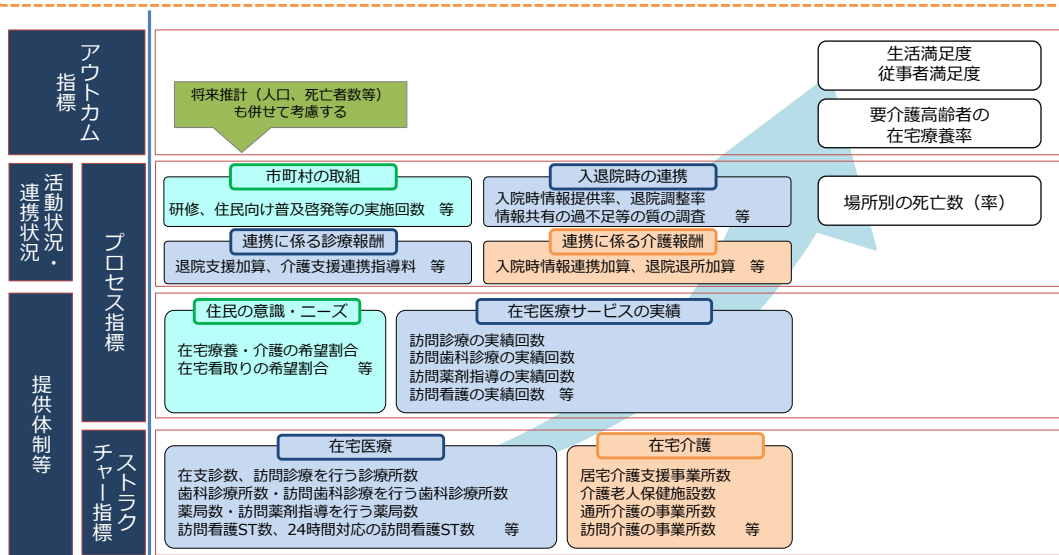 アウトカム
指標
生活満足度
従事者満足度
将来推計（人口、死亡者数等）
も併せて考慮する
要介護高齢者の
在宅療養率
活動状況・
連携状況
プロセス指標
市町村の取組
研修、住民向け普及啓発等の実施回数　等
入退院時の連携
入院時情報提供率、退院調整率
情報共有の過不足等の質の調査　　等
場所別の死亡数（率）
連携に係る診療報酬
退院支援加算、介護支援連携指導料　等
連携に係る介護報酬
入院時情報連携加算、退院退所加算　等
提供体制等
住民の意識・ニーズ
在宅療養・介護の希望割合
在宅看取りの希望割合　　等
在宅医療サービスの実績
訪問診療の実績回数
訪問歯科診療の実績回数
訪問薬剤指導の実績回数
訪問看護の実績回数　等
ストラク
チャー指標
在宅医療
在支診数、訪問診療を行う診療所数
歯科診療所数・訪問歯科診療を行う歯科診療所数
薬局数・訪問薬剤指導を行う薬局数
訪問看護ST数、24時間対応の訪問看護ST数　　等
在宅介護
居宅介護支援事業所数
介護老人保健施設数
通所介護の事業所数
訪問介護の事業所数　　等